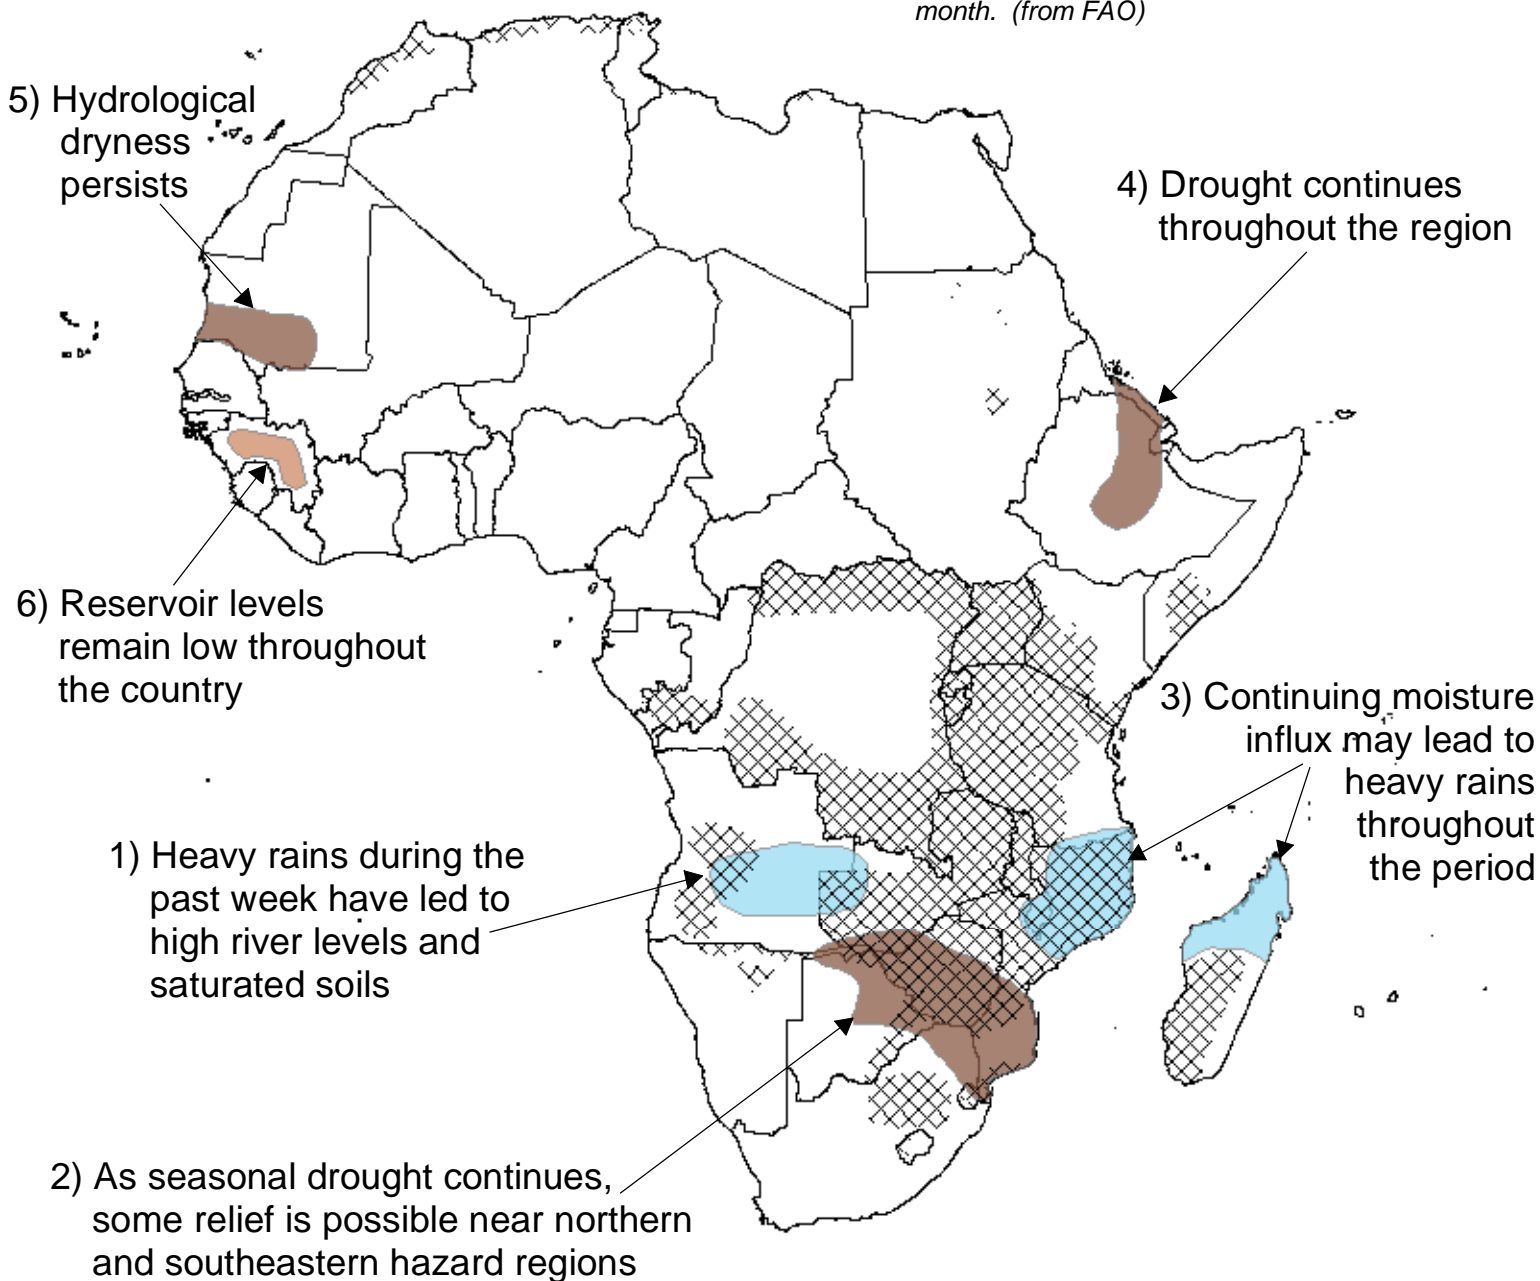 month.  (from FAO)
5) Hydrological
dryness
persists
4) Drought continues
throughout the region
6) Reservoir levels
remain low throughout
the country
3) Continuing moisture
influx may lead to
heavy rains
throughout
the period
1) Heavy rains during the
past week have led to
high river levels and
saturated soils
2) As seasonal drought continues,
some relief is possible near northern
and southeastern hazard regions